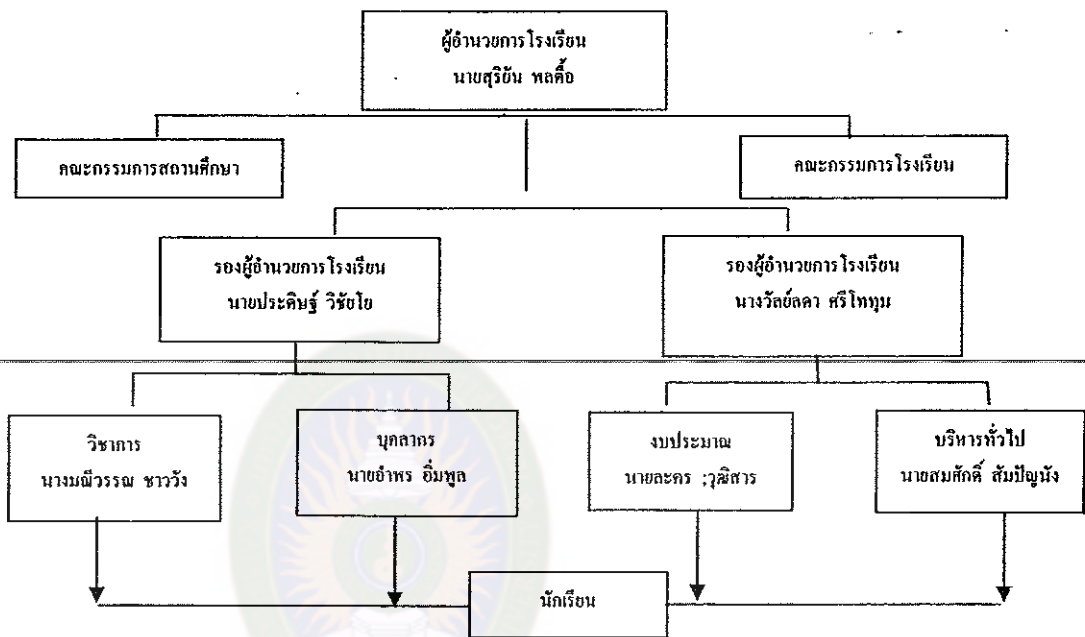 ผู้อำนวยการโรงเรียน
นายสุริยัน พลตื้อ
คณะกรรมการสถานศึกษา
คณะกรรมการโรงเรียน
รองผู้อำนวยการโรงเรียน
นายประดิษฐ์ วิชัยโย
รองผู้อำนวยการโรงเรียน
นางวัลย์ลดา ศรีโททุม
วิชาการ
นางมณีวรรณ ชาววัง
บุคลากร
นายอำพร อิ่มพูล
งบประมาณ
นายละคร ;วุฒิสาร
บริหารทั่วไป
นายสมศักดิ์ สัมปัญนัง
นักเรียน